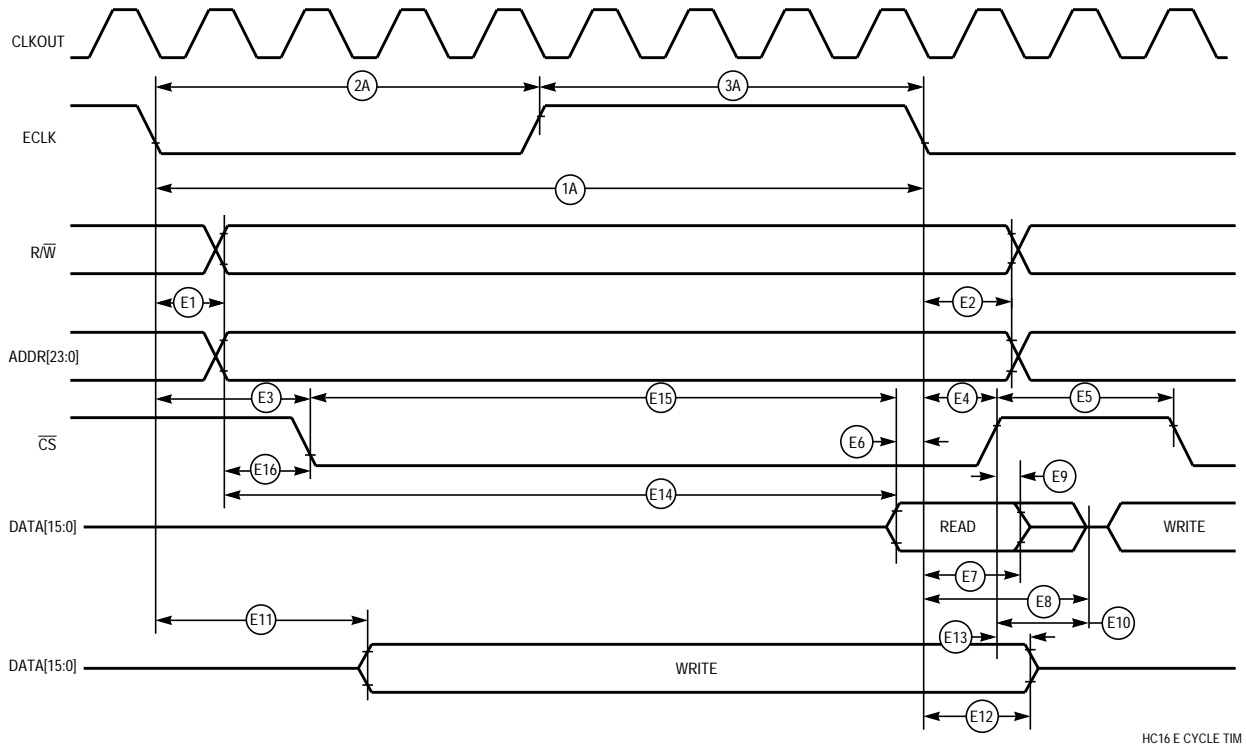 CLKOUT
2A
3A
ECLK
1A
R/W̅
E1
E2
ADDR[23:0]
E3
E15
E4
E5
C̅S̅
E6
E16
E9
E14
DATA[15:0]
READ
WRITE
E7
E8
E11
E10
E13
DATA[15:0]
WRITE
E12
HC16 E CYCLE TIM